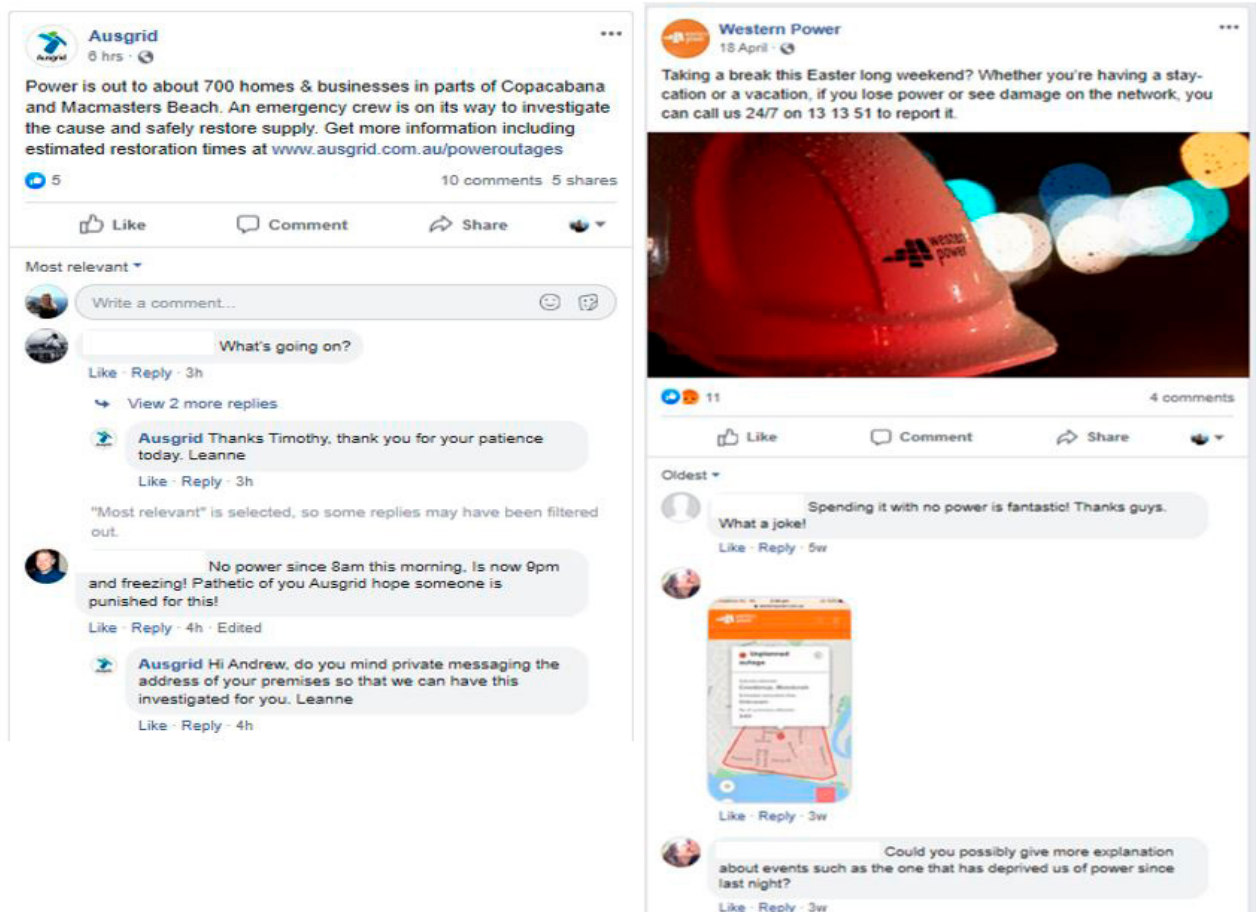 Ausgrid
6 hrs ·
Power is out to about 700 homes & businesses in parts of Copacabana
and Macmasters Beach. An emergency crew is on its way to investigate
the cause and safely restore supply. Get more information including
estimated restoration times at www.ausgrid.com.au/poweroutages
5
10 comments 5 shares
Like Comment Share
Most relevant
Write a comment...
What's going on?
Like · Reply · 3h
View 2 more replies
Ausgrid Thanks Timothy, thank you for your patience
today. Leanne
Like · Reply · 3h
"Most relevant" is selected, so some replies may have been filtered
out.
No power since 8am this morning, Is now 9pm
and freezing! Pathetic of you Ausgrid hope someone is
punished for this!
Like · Reply · 4h · Edited
Ausgrid Hi Andrew, do you mind private messaging the
address of your premises so that we can have this
investigated for you. Leanne
Like · Reply · 4h
Western Power
18 April ·
Taking a break this Easter long weekend? Whether you're having a stay-
cation or a vacation, if you lose power or see damage on the network, you
can call us 24/7 on 13 13 51 to report it.
western
power
11
4 comments
Like Comment Share
Oldest
Spending it with no power is fantastic! Thanks guys.
What a joke!
Like · Reply · 5w
Unplanned
outage
Like · Reply · 3w
Could you possibly give more explanation
about events such as the one that has deprived us of power since
last night?
Like · Reply · 3w